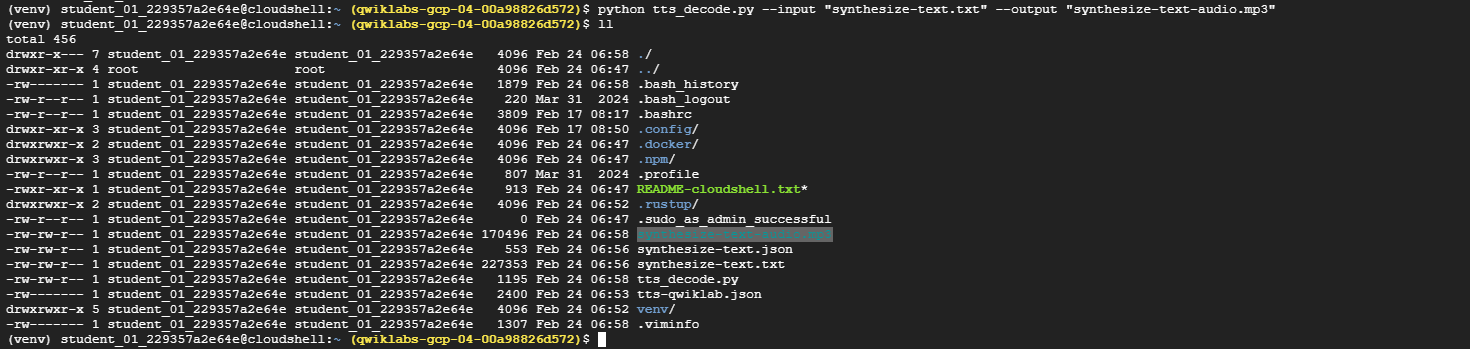 (venv) student_01_229357a2e64e@cloudshell:~ (qwiklabs-gcp-04-00a98826d572)$ python tts_decode.py --input "synthesize-text.txt" --output "synthesize-text-audio.mp3"
(venv) student_01_229357a2e64e@cloudshell:~ (qwiklabs-gcp-04-00a98826d572)$ ll
total 456
drwxr-x--- 7 student_01_229357a2e64e student_01_229357a2e64e 4096 Feb 24 06:58 ./
drwxr-xr-x 4 root root 4096 Feb 24 06:47 ../
-rw------- 1 student_01_229357a2e64e student_01_229357a2e64e 1879 Feb 24 06:58 .bash_history
-rw-r--r-- 1 student_01_229357a2e64e student_01_229357a2e64e 220 Mar 31 2024 .bash_logout
-rw-r--r-- 1 student_01_229357a2e64e student_01_229357a2e64e 3809 Feb 17 08:17 .bashrc
drwxr-xr-x 3 student_01_229357a2e64e student_01_229357a2e64e 4096 Feb 17 08:50 .config/
drwxrwxr-x 2 student_01_229357a2e64e student_01_229357a2e64e 4096 Feb 24 06:47 .docker/
drwxrwxr-x 3 student_01_229357a2e64e student_01_229357a2e64e 4096 Feb 24 06:47 .npm/
-rw-r--r-- 1 student_01_229357a2e64e student_01_229357a2e64e 807 Mar 31 2024 .profile
-rwxr-xr-x 1 student_01_229357a2e64e student_01_229357a2e64e 913 Feb 24 06:47 README-cloudshell.txt*
drwxrwxr-x 2 student_01_229357a2e64e student_01_229357a2e64e 4096 Feb 24 06:52 .rustup/
-rw-r--r-- 1 student_01_229357a2e64e student_01_229357a2e64e 0 Feb 24 06:47 .sudo_as_admin_successful
-rw-rw-r-- 1 student_01_229357a2e64e student_01_229357a2e64e 170496 Feb 24 06:58 synthesize-text-audio.mp3
-rw-rw-r-- 1 student_01_229357a2e64e student_01_229357a2e64e 553 Feb 24 06:56 synthesize-text.json
-rw-rw-r-- 1 student_01_229357a2e64e student_01_229357a2e64e 227353 Feb 24 06:56 synthesize-text.txt
-rw-rw-r-- 1 student_01_229357a2e64e student_01_229357a2e64e 1195 Feb 24 06:58 tts_decode.py
-rw------- 1 student_01_229357a2e64e student_01_229357a2e64e 2400 Feb 24 06:53 tts-qwiklab.json
drwxrwxr-x 5 student_01_229357a2e64e student_01_229357a2e64e 4096 Feb 24 06:52 venv/
-rw------- 1 student_01_229357a2e64e student_01_229357a2e64e 1307 Feb 24 06:58 .viminfo
(venv) student_01_229357a2e64e@cloudshell:~ (qwiklabs-gcp-04-00a98826d572)$